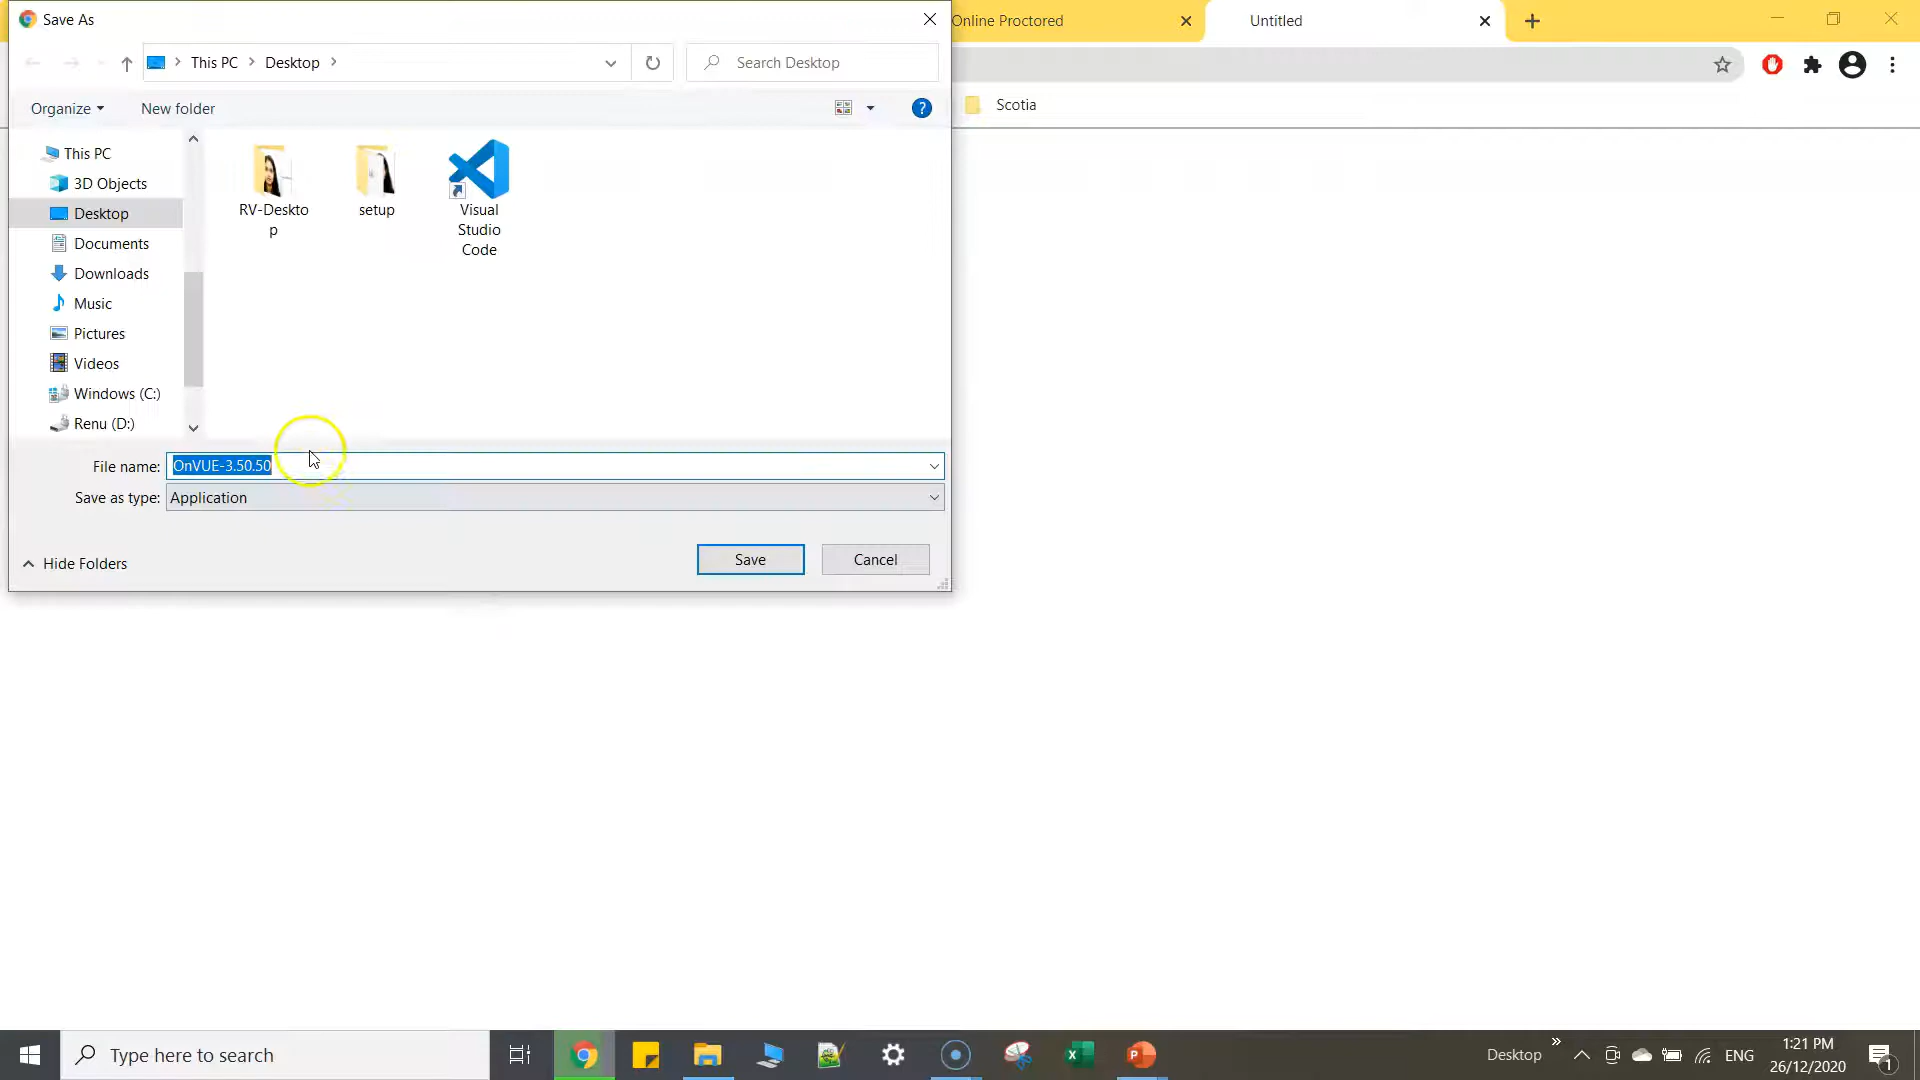 Save As
Online Proctored
Untitled
This PC
Desktop
Search Desktop
Scotia
Organize
New folder
This PC
3D Objects
Desktop
Documents
Downloads
Music
Pictures
Videos
Windows (C:)
Renu (D:)
RV-Deskto
p
setup
Visual
Studio
Code
File name: OnVUE-3.50.50
Save as type: Application
Hide Folders
Save
Cancel
Type here to search
Desktop
ENG
1:21 PM
26/12/2020
1